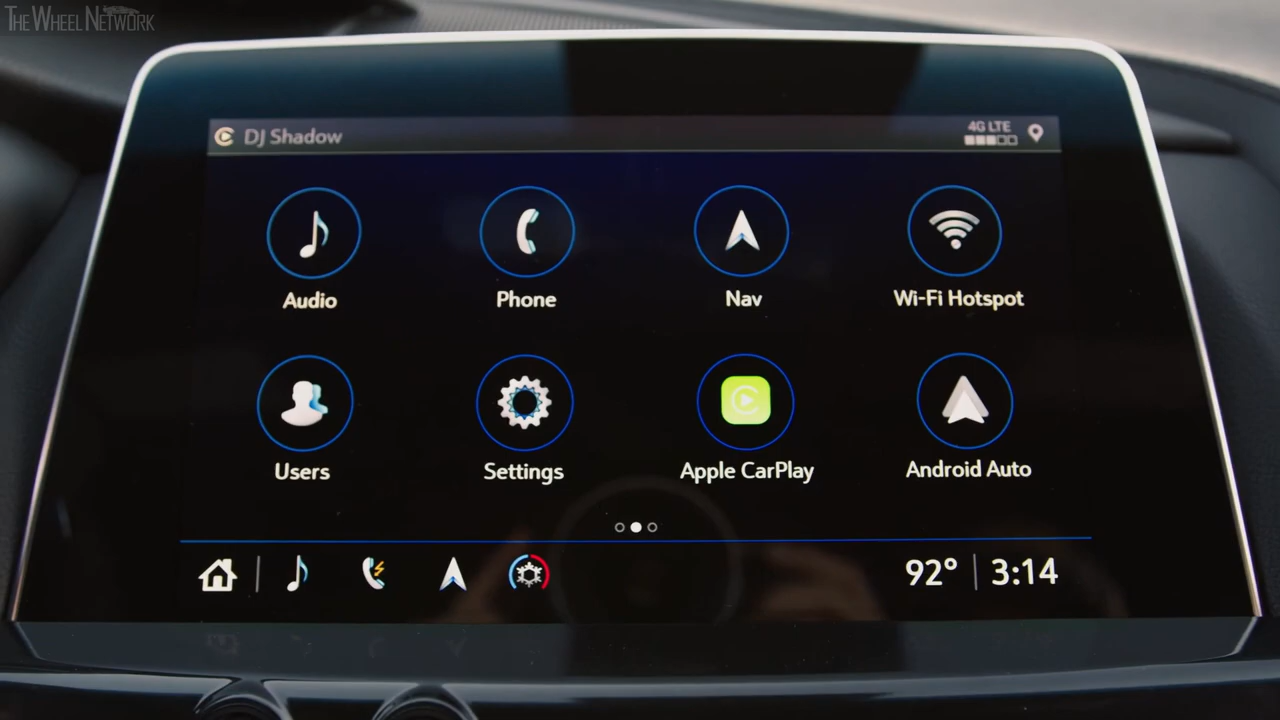 THE WHEEL NETWORK
DJ Shadow
4G LTE
Audio
Phone
Nav
Wi-Fi Hotspot
Users
Settings
Apple CarPlay
Android Auto
92° | 3:14